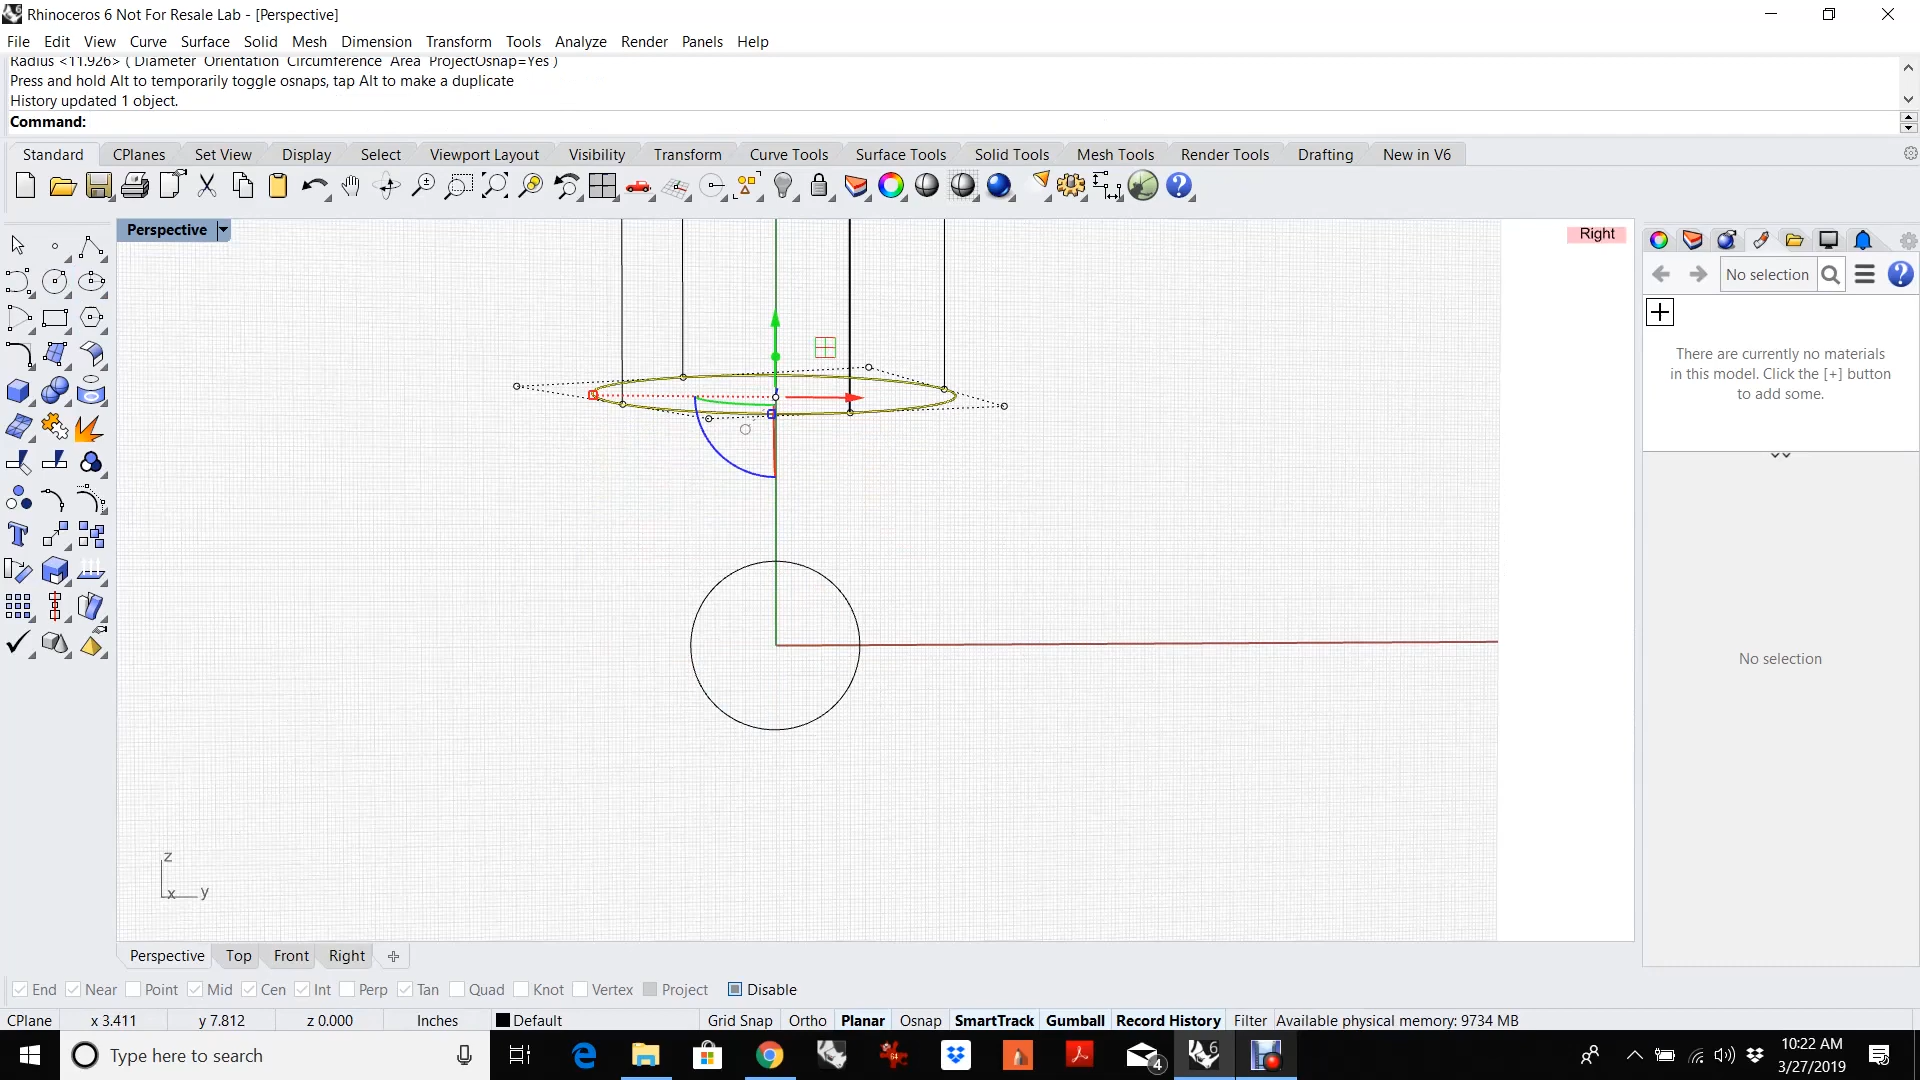 Rhinoceros 6 Not For Resale Lab - [Perspective]
File Edit View Curve Surface Solid Mesh Dimension Transform Tools Analyze Render Panels Help
Radius <11.926> ( Diameter Orientation Circumference Area ProjectOsnap=Yes )
Press and hold Alt to temporarily toggle osnaps, tap Alt to make a duplicate
History updated 1 object.
Command:
Standard CPlanes Set View Display Select Viewport Layout Visibility Transform Curve Tools Surface Tools Solid Tools Mesh Tools Render Tools Drafting New in V6
Perspective
Right
No selection
There are currently no materials
in this model. Click the [+] button
to add some.
No selection
z
x y
Perspective Top Front Right
End Near Point Mid Cen Int Perp Tan Quad Knot Vertex Project Disable
CPlane x 3.411 y 7.812 z 0.000 Inches Default Grid Snap Ortho Planar Osnap SmartTrack Gumball Record History Filter Available physical memory: 9734 MB
Type here to search
64
4
6
10:22 AM
3/27/2019